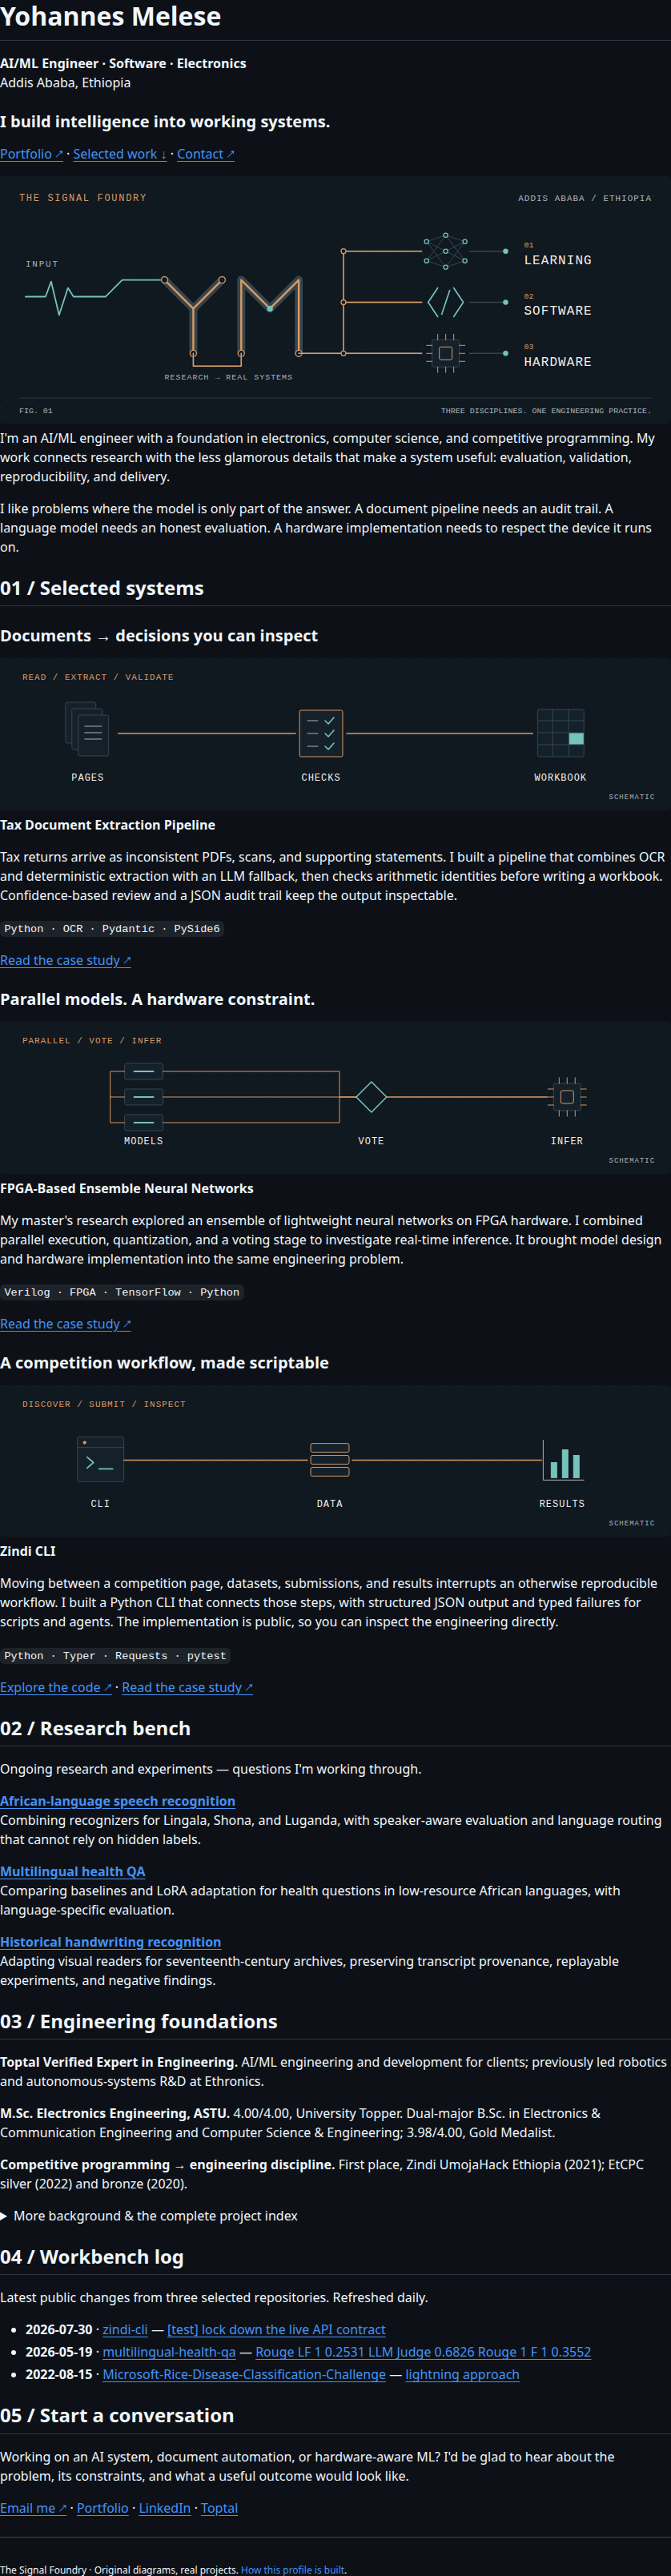 Yohannes Melese
AI/ML Engineer · Software · Electronics
Addis Ababa, Ethiopia
I build intelligence into working systems.
Portfolio ↗ · Selected work ↓ · Contact ↗
THE SIGNAL FOUNDRY
ADDIS ABABA / ETHIOPIA
INPUT
01
LEARNING
02
SOFTWARE
03
HARDWARE
RESEARCH → REAL SYSTEMS
FIG. 01
THREE DISCIPLINES. ONE ENGINEERING PRACTICE.
I'm an AI/ML engineer with a foundation in electronics, computer science, and competitive programming. My
work connects research with the less glamorous details that make a system useful: evaluation, validation,
reproducibility, and delivery.
I like problems where the model is only part of the answer. A document pipeline needs an audit trail. A
language model needs an honest evaluation. A hardware implementation needs to respect the device it runs
on.
01 / Selected systems
Documents → decisions you can inspect
READ / EXTRACT / VALIDATE
PAGES
CHECKS
WORKBOOK
SCHEMATIC
Tax Document Extraction Pipeline
Tax returns arrive as inconsistent PDFs, scans, and supporting statements. I built a pipeline that combines OCR
and deterministic extraction with an LLM fallback, then checks arithmetic identities before writing a workbook.
Confidence-based review and a JSON audit trail keep the output inspectable.
Python · OCR · Pydantic · PySide6
Read the case study ↗
Parallel models. A hardware constraint.
PARALLEL / VOTE / INFER
MODELS
VOTE
INFER
SCHEMATIC
FPGA-Based Ensemble Neural Networks
My master's research explored an ensemble of lightweight neural networks on FPGA hardware. I combined
parallel execution, quantization, and a voting stage to investigate real-time inference. It brought model design
and hardware implementation into the same engineering problem.
Verilog · FPGA · TensorFlow · Python
Read the case study ↗
A competition workflow, made scriptable
DISCOVER / SUBMIT / INSPECT
CLI
DATA
RESULTS
SCHEMATIC
Zindi CLI
Moving between a competition page, datasets, submissions, and results interrupts an otherwise reproducible
workflow. I built a Python CLI that connects those steps, with structured JSON output and typed failures for
scripts and agents. The implementation is public, so you can inspect the engineering directly.
Python · Typer · Requests · pytest
Explore the code ↗ · Read the case study ↗
02 / Research bench
Ongoing research and experiments — questions I'm working through.
African-language speech recognition
Combining recognizers for Lingala, Shona, and Luganda, with speaker-aware evaluation and language routing
that cannot rely on hidden labels.
Multilingual health QA
Comparing baselines and LoRA adaptation for health questions in low-resource African languages, with
language-specific evaluation.
Historical handwriting recognition
Adapting visual readers for seventeenth-century archives, preserving transcript provenance, replayable
experiments, and negative findings.
03 / Engineering foundations
Toptal Verified Expert in Engineering. AI/ML engineering and development for clients; previously led robotics
and autonomous-systems R&D at Ethronics.
M.Sc. Electronics Engineering, ASTU. 4.00/4.00, University Topper. Dual-major B.Sc. in Electronics &
Communication Engineering and Computer Science & Engineering; 3.98/4.00, Gold Medalist.
Competitive programming → engineering discipline. First place, Zindi UmojaHack Ethiopia (2021); EtCPC
silver (2022) and bronze (2020).
▶ More background & the complete project index
04 / Workbench log
Latest public changes from three selected repositories. Refreshed daily.
• 2026-07-30 · zindi-cli — [test] lock down the live API contract
• 2026-05-19 · multilingual-health-qa — Rouge LF 1 0.2531 LLM Judge 0.6826 Rouge 1 F 1 0.3552
• 2022-08-15 · Microsoft-Rice-Disease-Classification-Challenge — lightning approach
05 / Start a conversation
Working on an AI system, document automation, or hardware-aware ML? I'd be glad to hear about the
problem, its constraints, and what a useful outcome would look like.
Email me ↗ · Portfolio · LinkedIn · Toptal
The Signal Foundry · Original diagrams, real projects. How this profile is built.